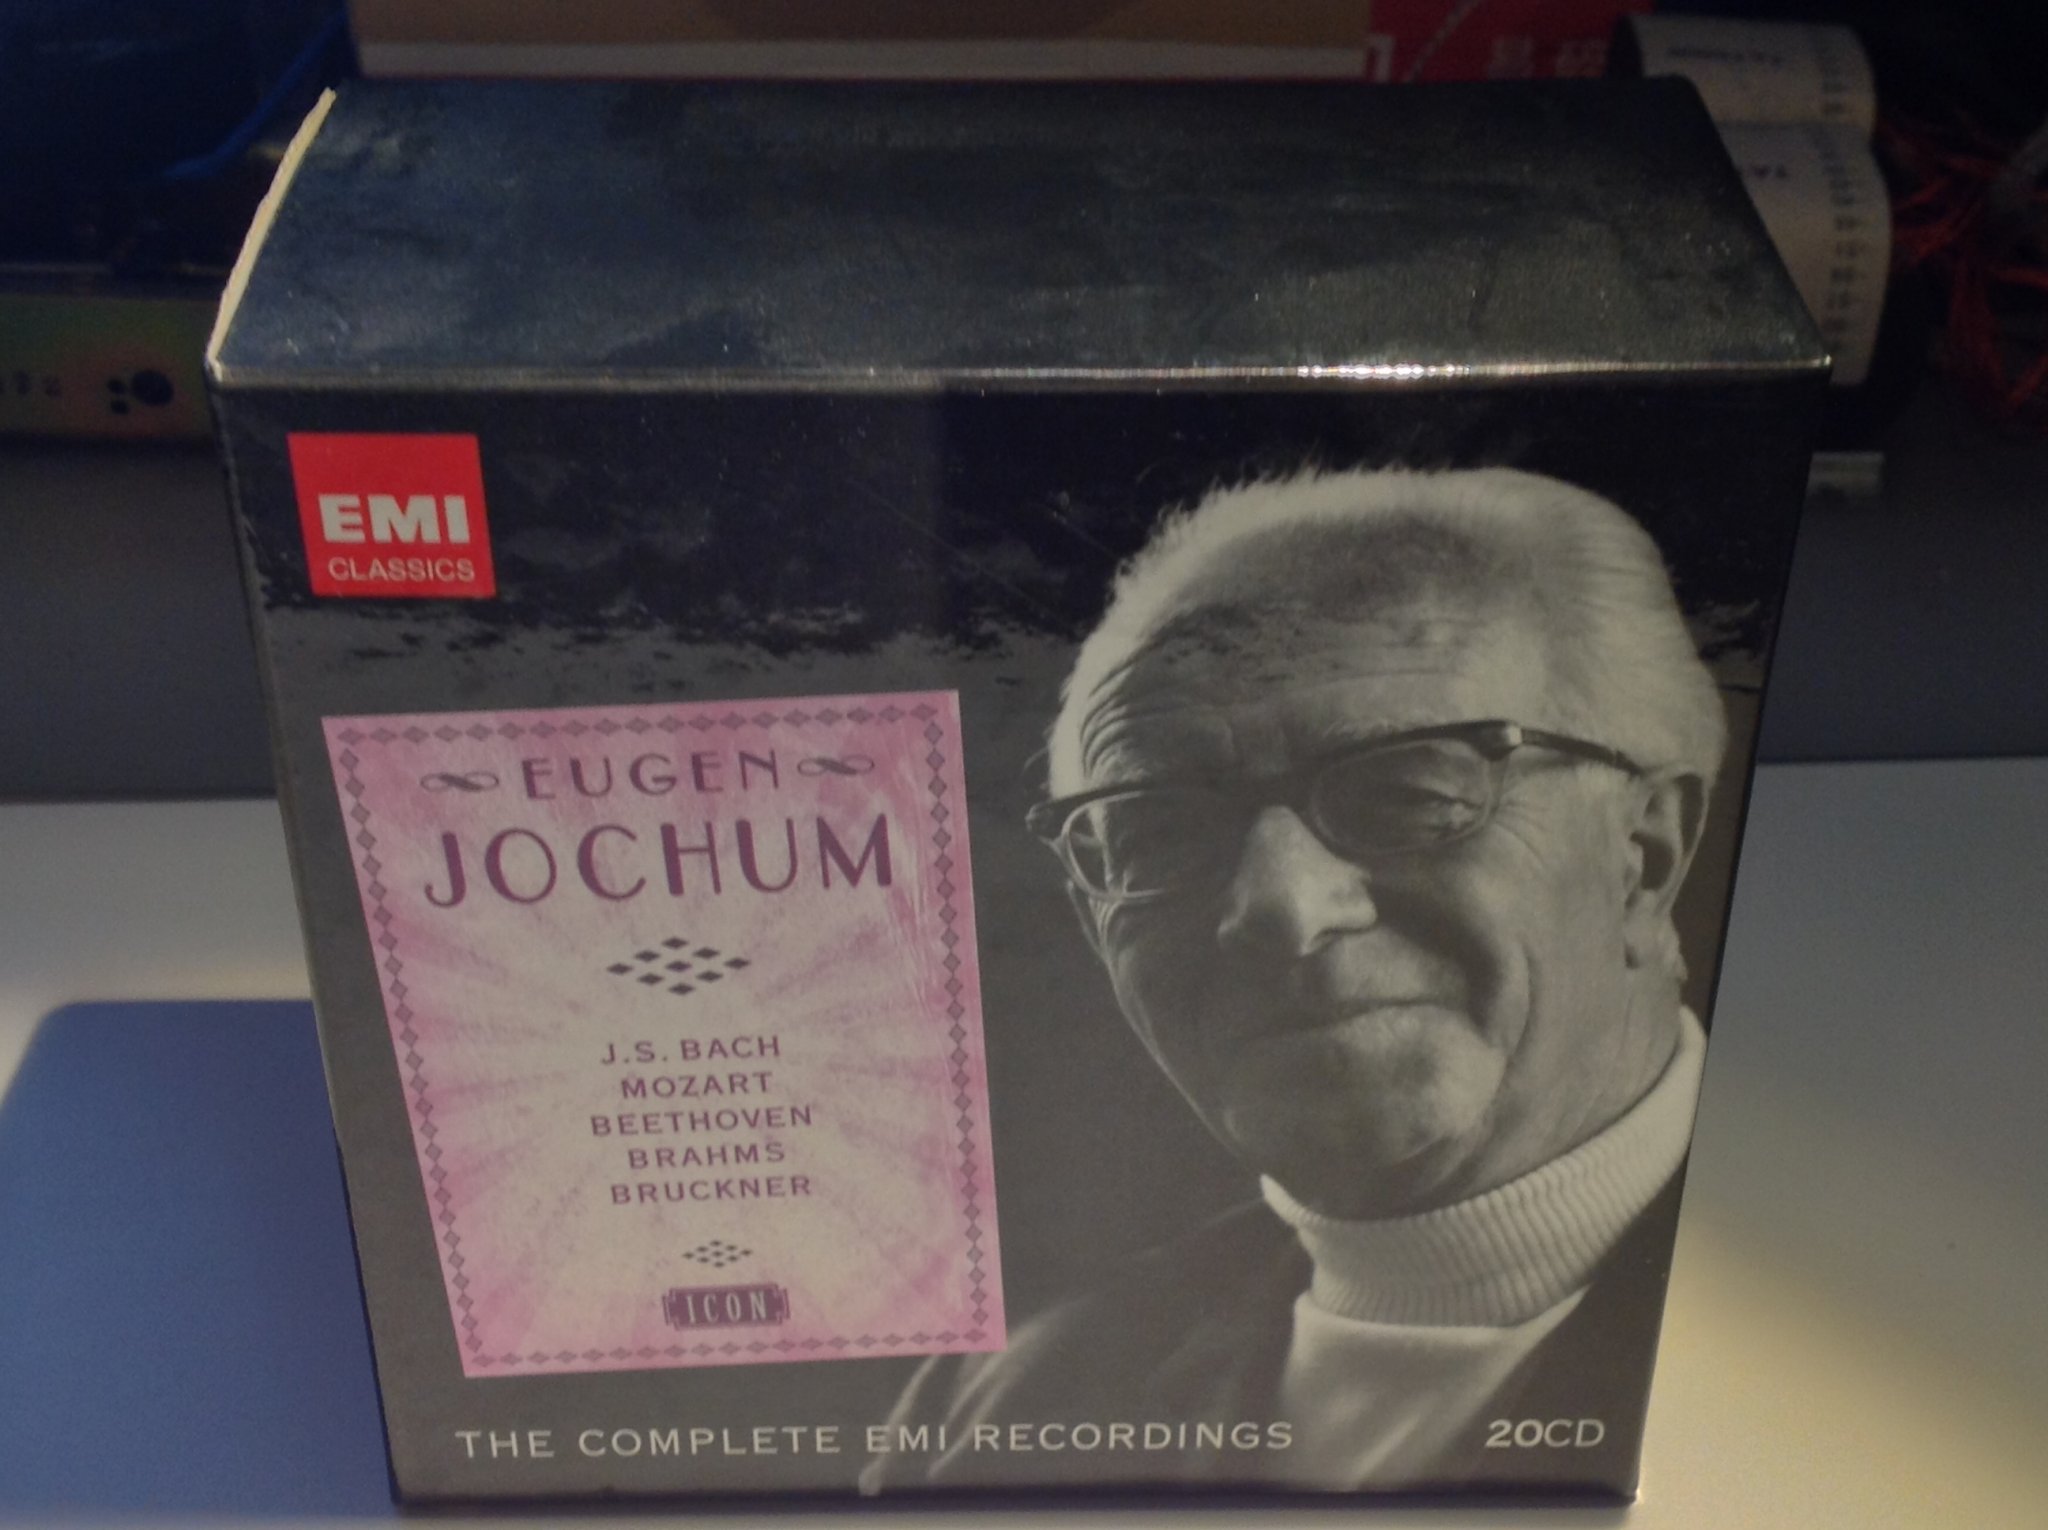 EMI
CLASSICS
EUGEN
JOCHUM
J.S. BACH
MOZART
BEETHOVEN
BRAHMS
BRUCKNER
ICON
THE COMPLETE EMI RECORDINGS
20CD